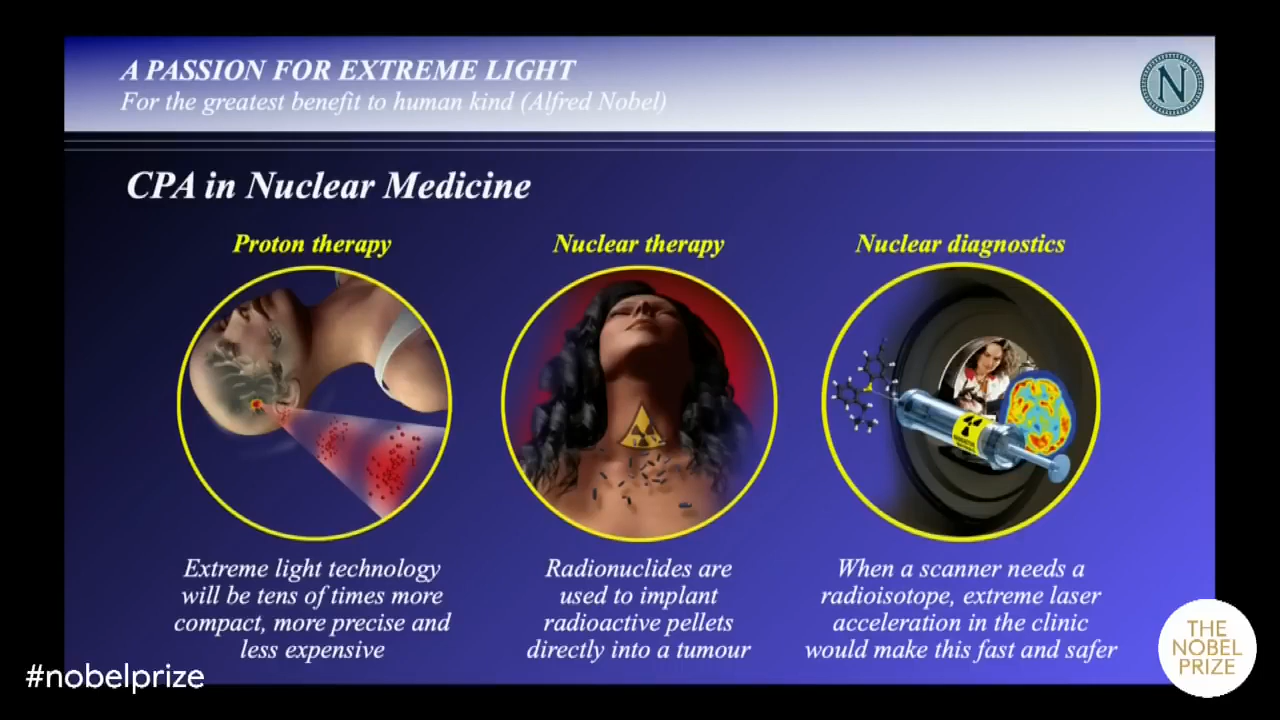 A PASSION FOR EXTREME LIGHT
For the greatest benefit to human kind (Alfred Nobel)
N
CPA in Nuclear Medicine
Proton therapy
Nuclear therapy
Nuclear diagnostics
Extreme light technology
will be tens of times more
compact, more precise and
less expensive
Radionuclides are
used to implant
radioactive pellets
directly into a tumour
When a scanner needs a
radioisotope, extreme laser
acceleration in the clinic
would make this fast and safer
THE
NOBEL
PRIZE
#nobelprize